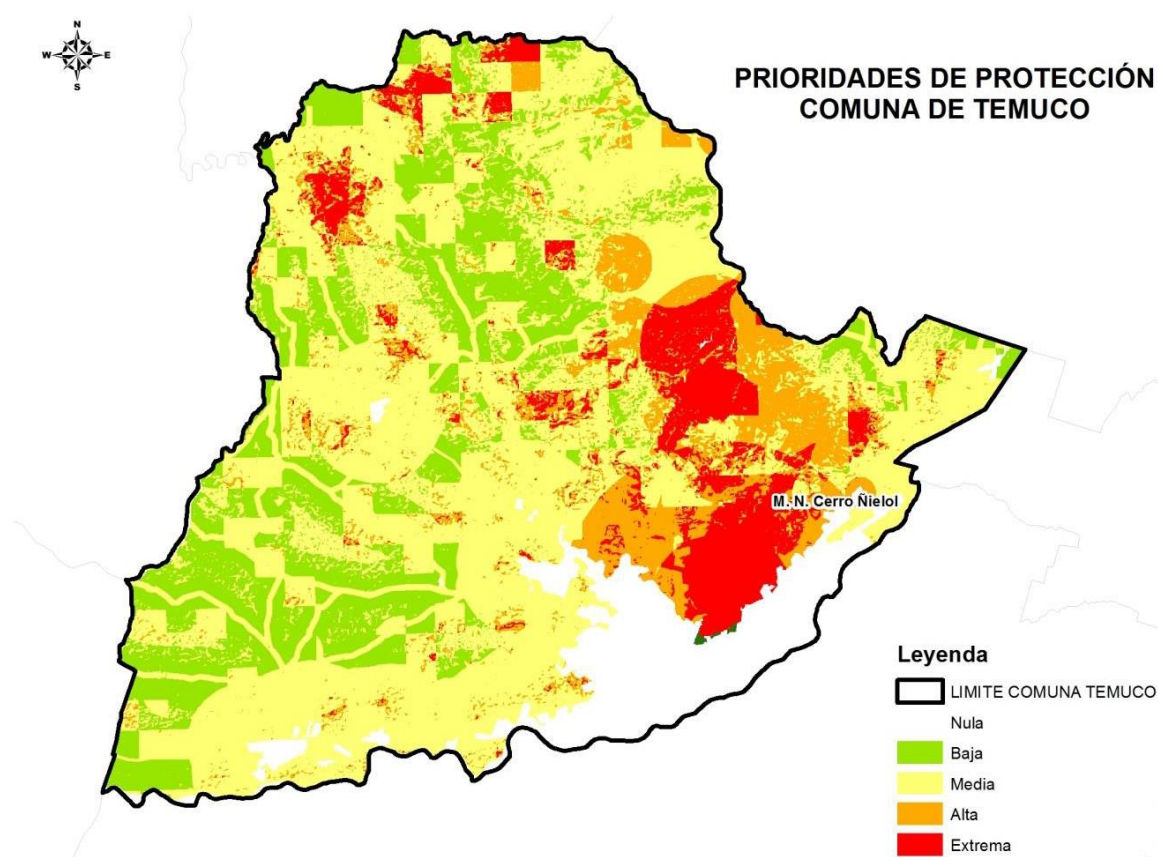 N
W E
S
PRIORIDADES DE PROTECCIÓN
COMUNA DE TEMUCO
M. N. Cerro Ñielol
Leyenda
LIMITE COMUNA TEMUCO
Nula
Baja
Media
Alta
Extrema